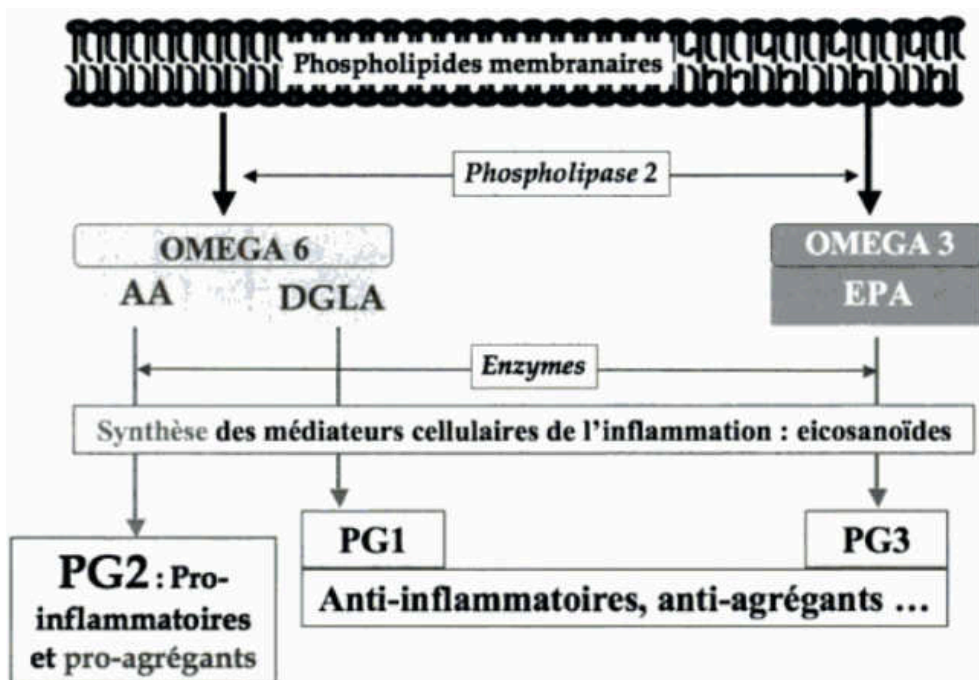 Phospholipides membranaires
Phospholipase 2
OMEGA 6
OMEGA 3
AA
DGLA
EPA
Enzymes
Synthèse des médiateurs cellulaires de l'inflammation : eicosanoïdes
PG2 : Pro-
inflammatoires
et pro-agrégants
PG1
PG3
Anti-inflammatoires, anti-agrégants ...